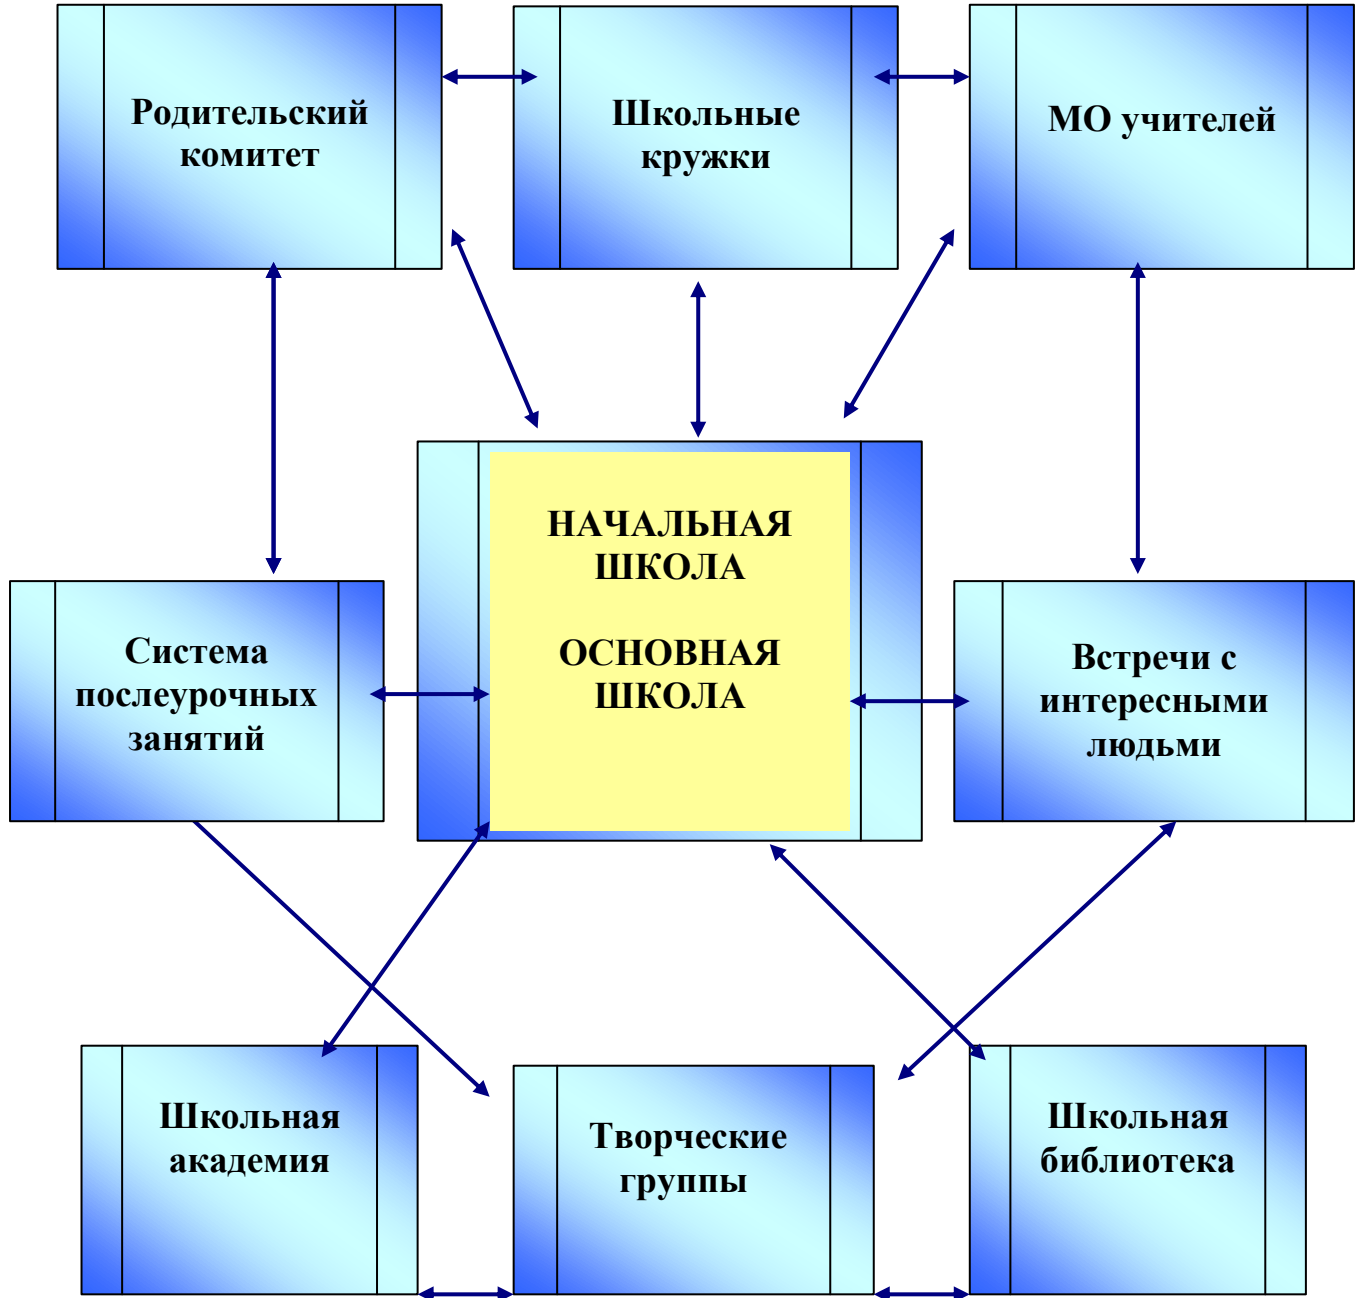 Родительский
комитет
Школьные
кружки
МО учителей
НАЧАЛЬНАЯ
ШКОЛА
ОСНОВНАЯ
ШКОЛА
Система
послеурочных
занятий
Встречи с
интересными
людьми
Школьная
академия
Творческие
группы
Школьная
библиотека